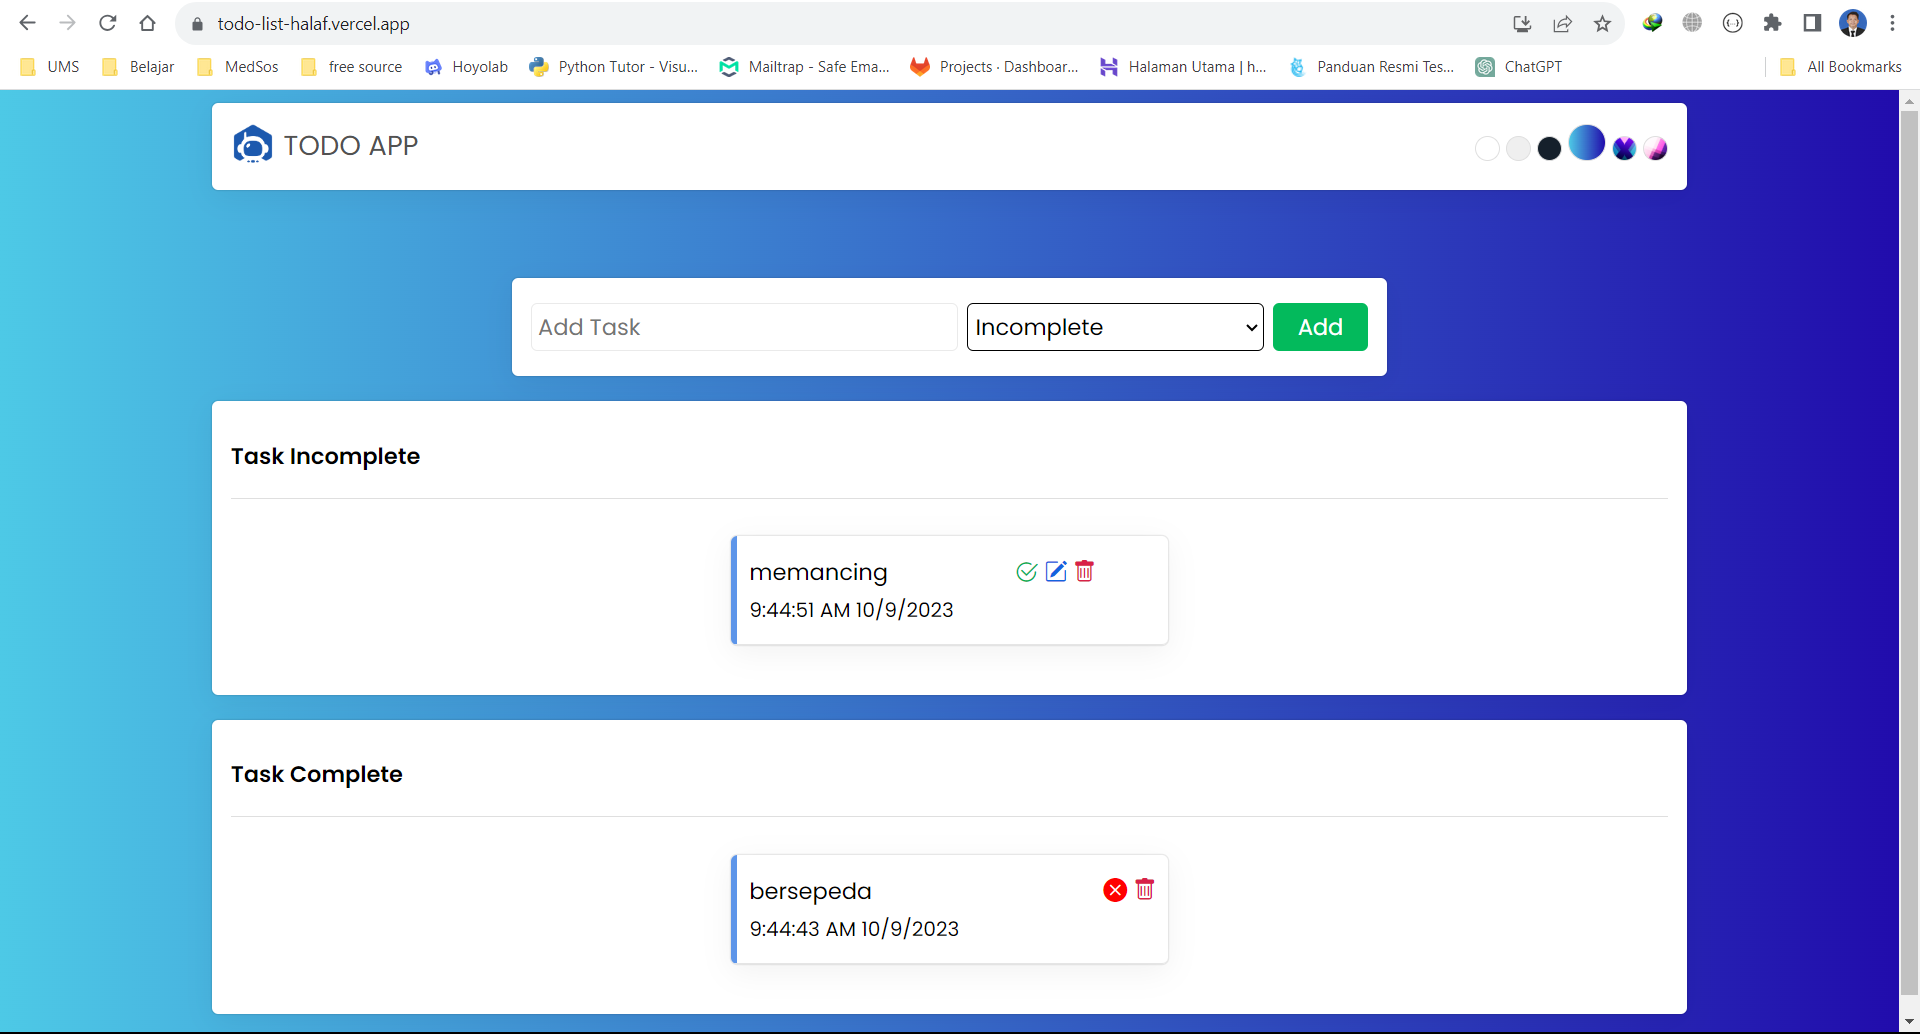 todo-list-halaf.vercel.app
UMS Belajar MedSos free source Hoyolab Python Tutor - Visu... Mailtrap - Safe Ema... Projects · Dashboar... Halaman Utama | h... Panduan Resmi Tes... ChatGPT All Bookmarks
TODO APP
Add Task Incomplete Add
Task Incomplete
memancing
9:44:51 AM 10/9/2023
Task Complete
bersepeda
9:44:43 AM 10/9/2023